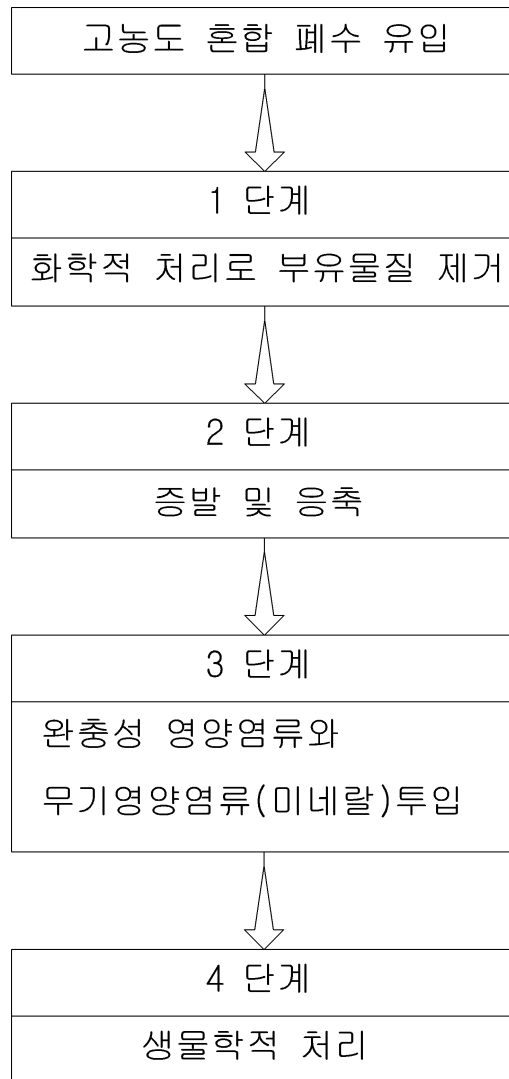 고농도 혼합 폐수 유입
1 단계
화학적 처리로 부유물질 제거
2 단계
증발 및 응축
3 단계
완충성 영양염류와
무기영양염류(미네랄)투입
4 단계
생물학적 처리